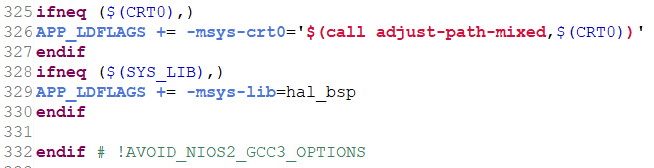 325 ifneq ($(CRT0),)
326 APP_LDFLAGS += -msys-crt0='$(call adjust-path-mixed,$(CRT0))'
327 endif
328 ifneq ($(SYS_LIB),)
329 APP_LDFLAGS += -msys-lib=hal_bsp
330 endif
331
332 endif # !AVOID_NIOS2_GCC3_OPTIONS